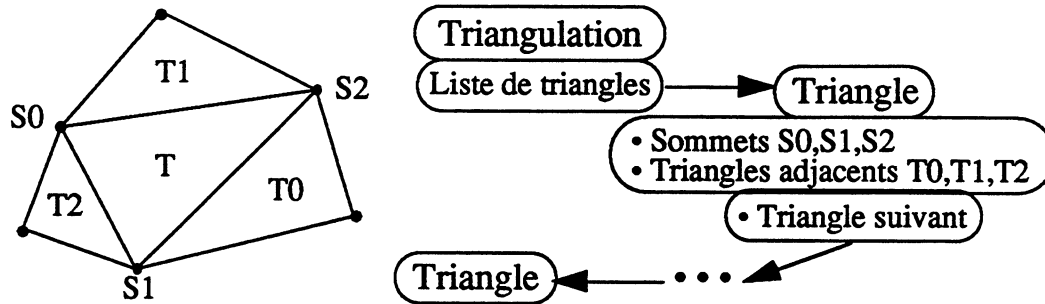 T1
S2
S0
T
T2
T0
S1
Triangulation
Liste de triangles
Triangle
• Sommets S0,S1,S2
• Triangles adjacents T0,T1,T2
• Triangle suivant
Triangle